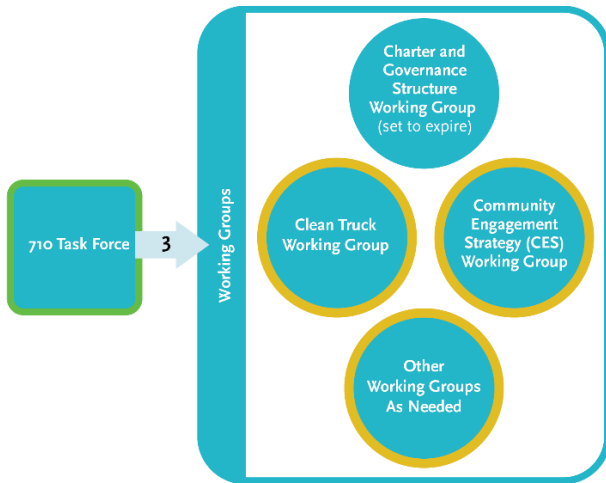 710 Task Force
3
Working Groups
Charter and
Governance
Structure
Working Group
(set to expire)
Clean Truck
Working Group
Community
Engagement
Strategy (CES)
Working Group
Other
Working Groups
As Needed